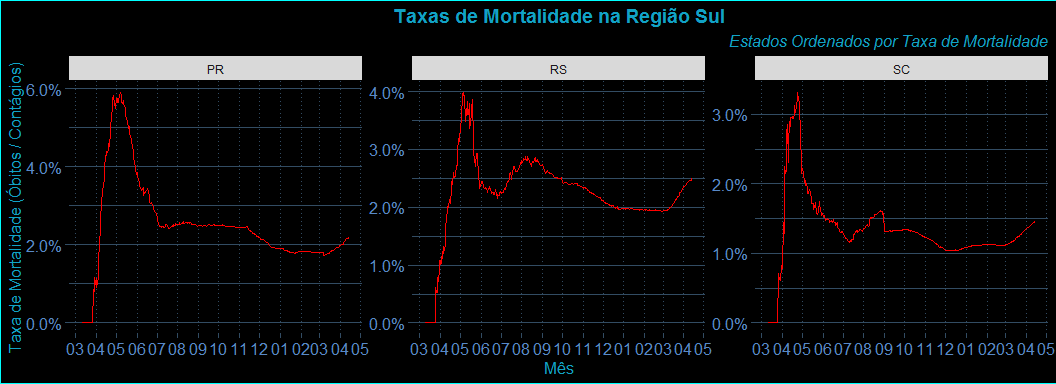 Taxas de Mortalidade na Região Sul
Estados Ordenados por Taxa de Mortalidade
Taxa de Mortalidade (Óbitos / Contágios)
PR
6.0%
4.0%
2.0%
0.0%
03 04 05 06 07 08 09 10 11 12 01 02 03 04 05
RS
4.0%
3.0%
2.0%
1.0%
0.0%
03 04 05 06 07 08 09 10 11 12 01 02 03 04 05
SC
3.0%
2.0%
1.0%
0.0%
03 04 05 06 07 08 09 10 11 12 01 02 03 04 05
Mês